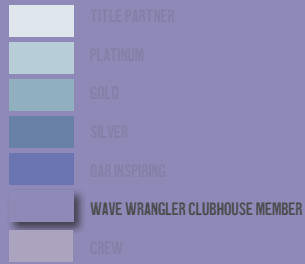 TITLE PARTNER
PLATINUM
GOLD
SILVER
OAR INSPIRING
WAVE WRANGLER CLUBHOUSE MEMBER
CREW